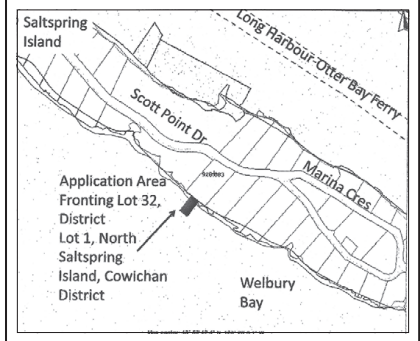 Saltspring
Island
Long Harbour-Otter Bay Ferry
Scott Point Dr
Marina Cres
Application Area
Fronting Lot 32,
District
Lot 1, North
Saltspring
Island, Cowichan
District
Welbury
Bay